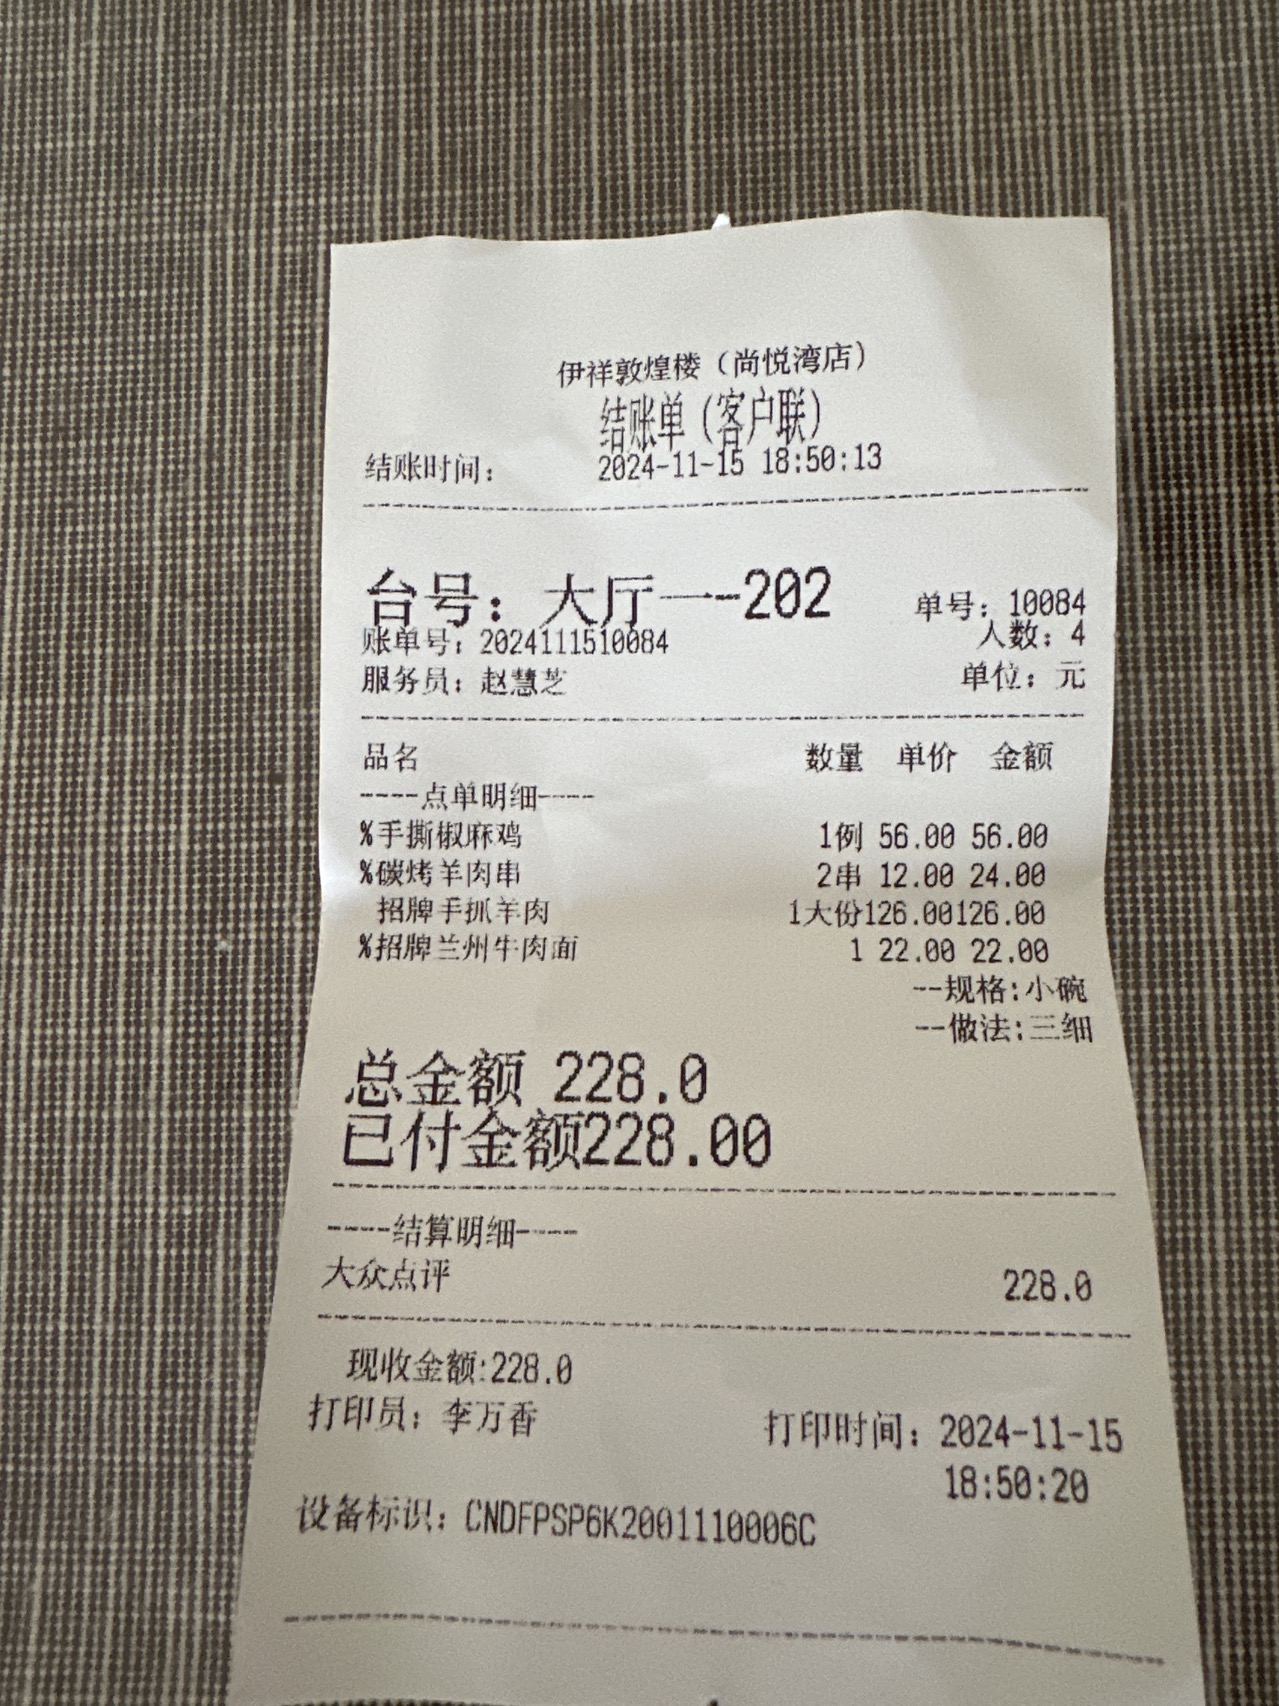 伊祥敦煌楼（尚悦湾店）
结账单（客户联）
结账时间： 2024-11-15 18:50:13
台号：大厅一-202 单号：10084
账单号：2024111510084 人数：4
服务员：赵慧芝 单位：元
品名 数量 单价 金额
----点单明细----
%手撕椒麻鸡 1例 56.00 56.00
%碳烤羊肉串 2串 12.00 24.00
招牌手抓羊肉 1大份126.00126.00
%招牌兰州牛肉面 1 22.00 22.00
--规格:小碗
--做法:三细
总金额 228.0
已付金额228.00
----结算明细----
大众点评 228.0
现收金额:228.0
打印员：李万香 打印时间：2024-11-15
18:50:20
设备标识：CNDFPSP6K2001110006C